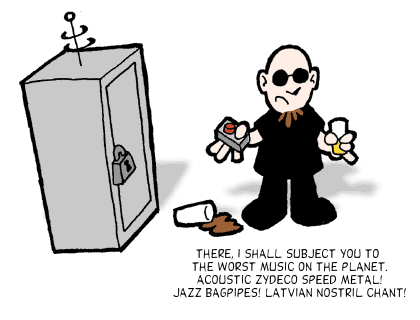 THERE, I SHALL SUBJECT YOU TO
THE WORST MUSIC ON THE PLANET.
ACOUSTIC ZYDECO SPEED METAL!
JAZZ BAGPIPES! LATVIAN NOSTRIL CHANT!